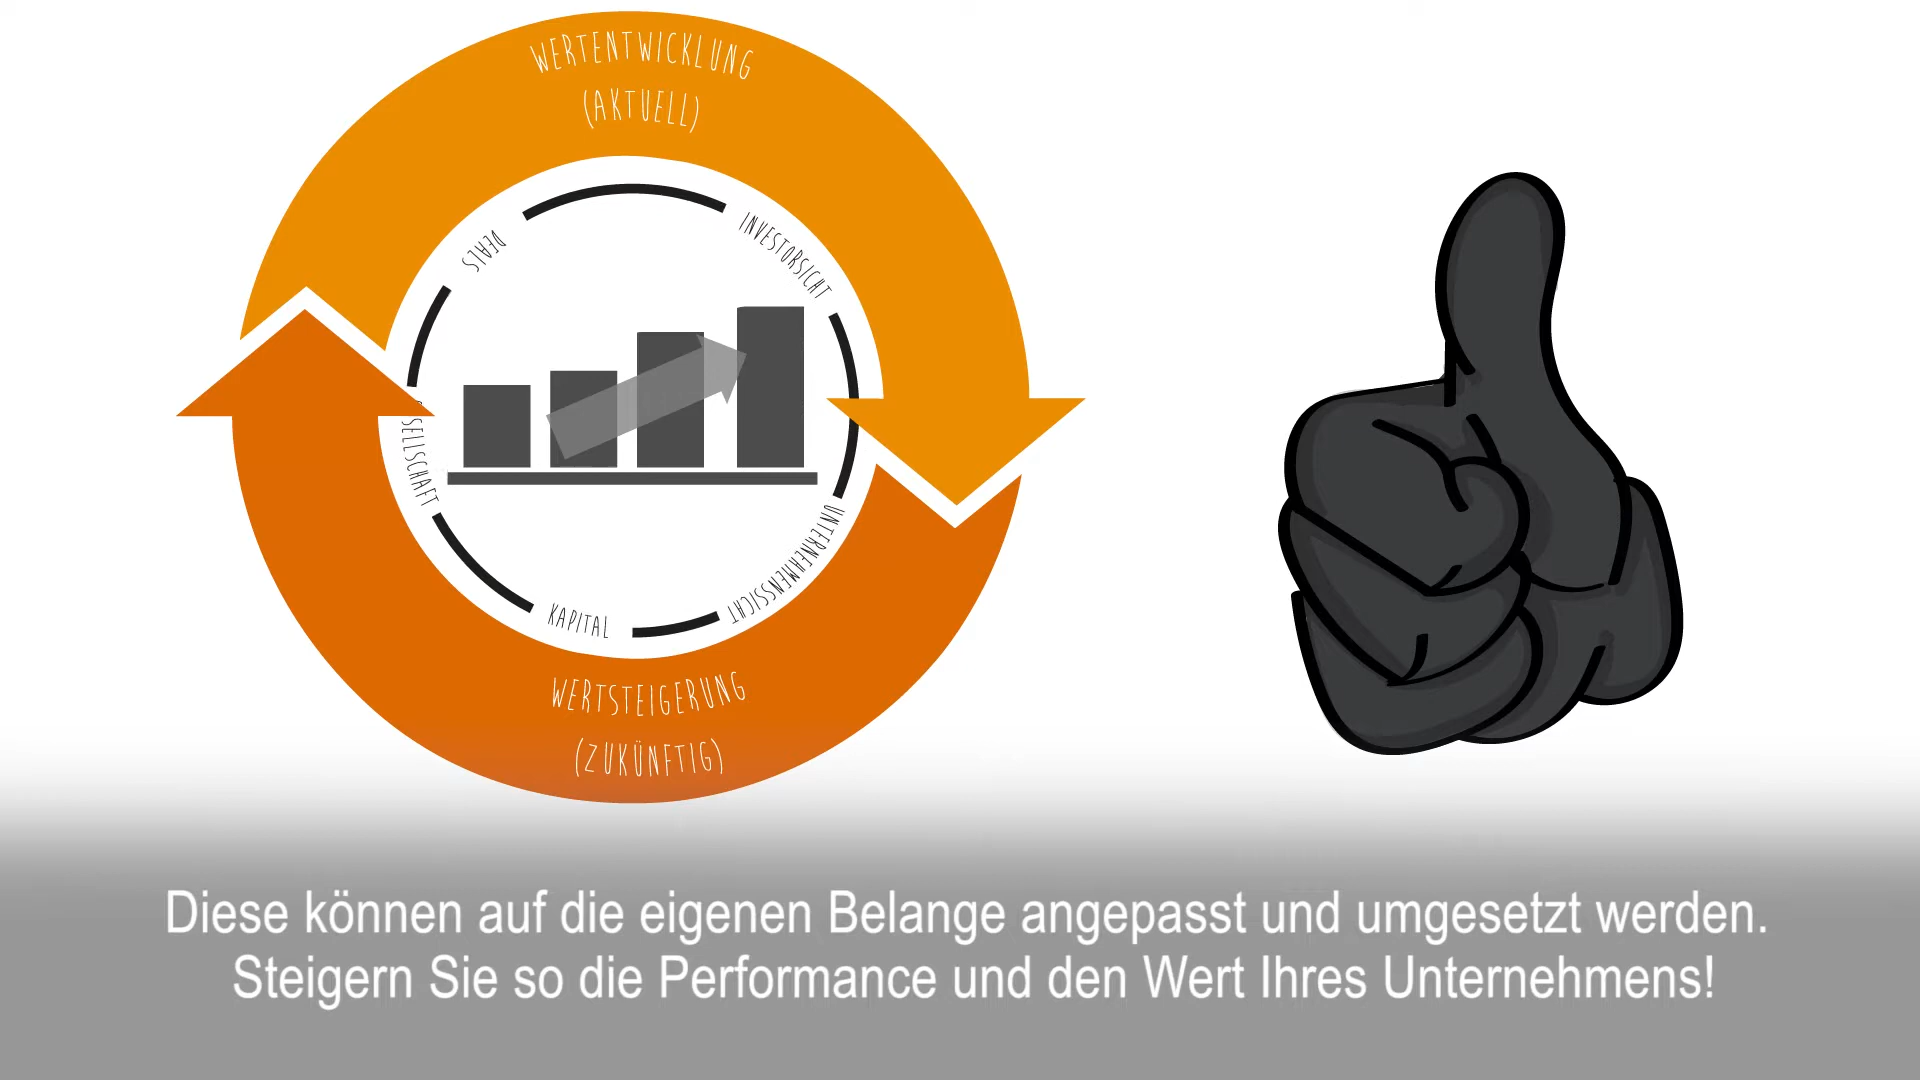 WERTENTWICKLUNG
(AKTUELL)
DEALS
INVESTORSICHT
SELLSCHAFT
UNTERNEHMENSSICHT
KAPITAL
WERTSTEIGERUNG
(ZUKÜNFTIG)
Diese können auf die eigenen Belange angepasst und umgesetzt werden.
Steigern Sie so die Performance und den Wert Ihres Unternehmens!